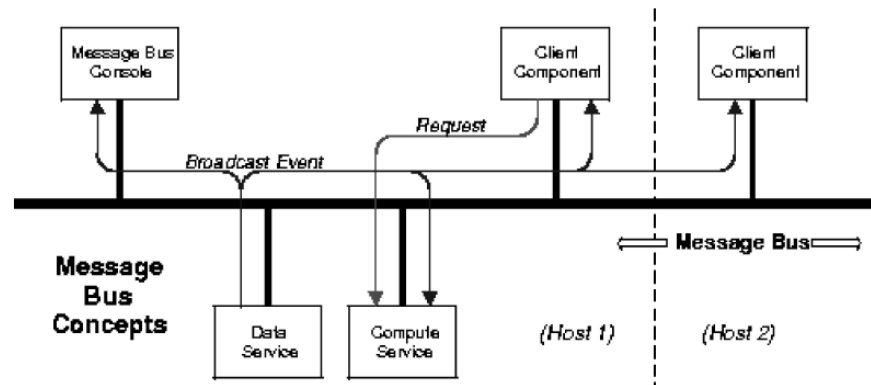 Message Bus
Console
Client
Component
Client
Component
Request
Broadcast Event
Message Bus
Message
Bus
Concepts
Data
Service
Compute
Service
(Host 1)
(Host 2)